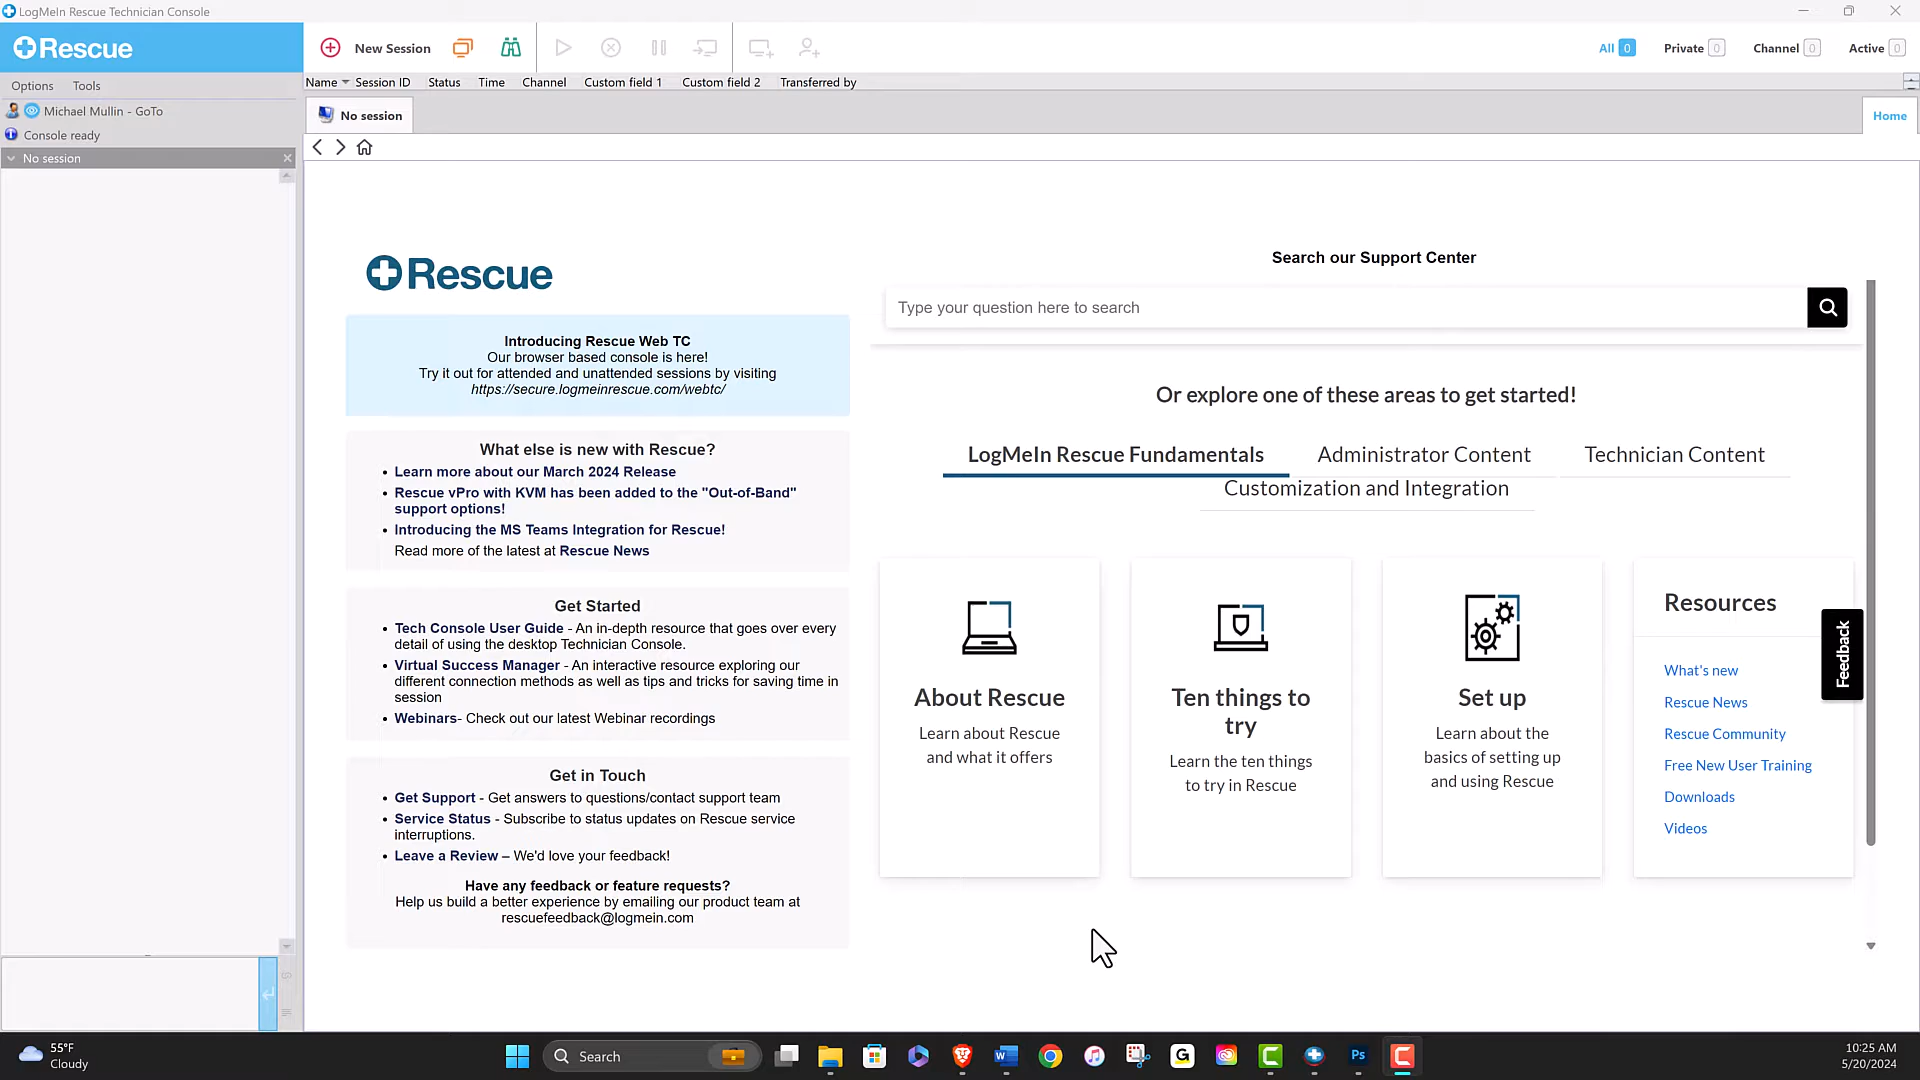 LogMeIn Rescue Technician Console
Rescue
New Session
All 0
Private 0
Channel 0
Active 0
Options Tools
Name Session ID Status Time Channel Custom field 1 Custom field 2 Transferred by
Michael Mullin - GoTo
No session
Home
Console ready
No session
Rescue
Introducing Rescue Web TC
Our browser based console is here!
Try it out for attended and unattended sessions by visiting
https://secure.logmeinrescue.com/webtc/
What else is new with Rescue?
• Learn more about our March 2024 Release
• Rescue vPro with KVM has been added to the "Out-of-Band"
support options!
• Introducing the MS Teams Integration for Rescue!
Read more of the latest at Rescue News
Get Started
• Tech Console User Guide - An in-depth resource that goes over every
detail of using the desktop Technician Console.
• Virtual Success Manager - An interactive resource exploring our
different connection methods as well as tips and tricks for saving time in
session
• Webinars- Check out our latest Webinar recordings
Get in Touch
• Get Support - Get answers to questions/contact support team
• Service Status - Subscribe to status updates on Rescue service
interruptions.
• Leave a Review – We'd love your feedback!
Have any feedback or feature requests?
Help us build a better experience by emailing our product team at
rescuefeedback@logmein.com
Search our Support Center
Type your question here to search
Or explore one of these areas to get started!
LogMeIn Rescue Fundamentals Administrator Content Technician Content
Customization and Integration
About Rescue
Learn about Rescue
and what it offers
Ten things to
try
Learn the ten things
to try in Rescue
Set up
Learn about the
basics of setting up
and using Rescue
Resources
What's new
Rescue News
Rescue Community
Free New User Training
Downloads
Videos
Feedback
55°F
Cloudy
Search
W
G
C
Ps
C
10:25 AM
5/20/2024